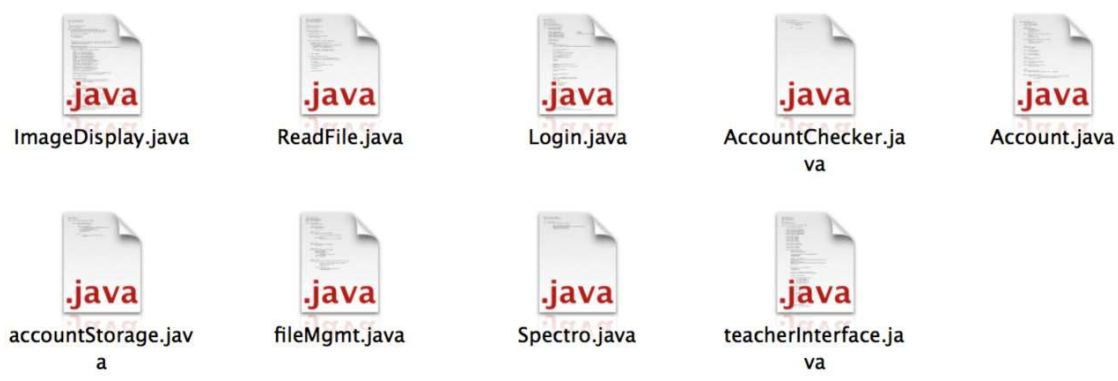 .java .java .java .java .java
ImageDisplay.java ReadFile.java Login.java AccountChecker.ja Account.java
va
.java .java .java .java
accountStorage.jav fileMgmt.java Spectro.java teacherInterface.ja
a va